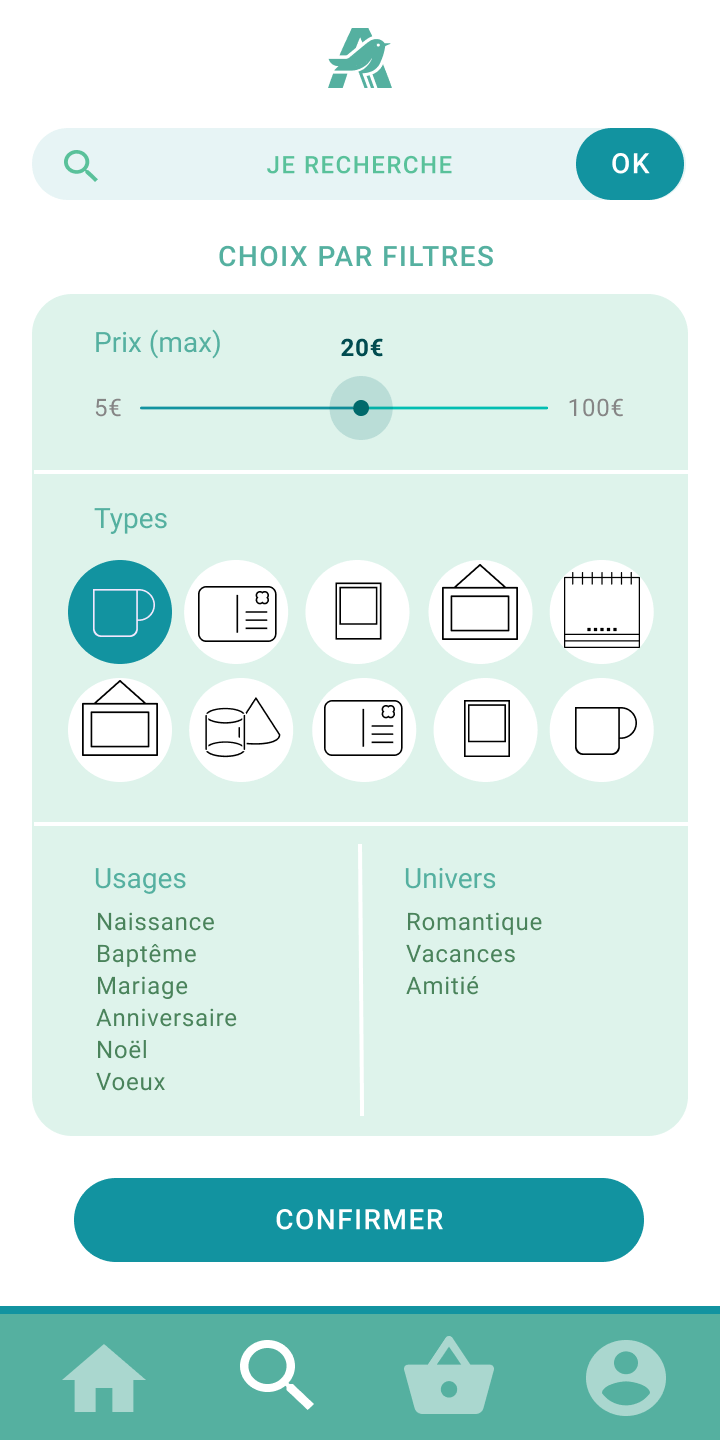 JE RECHERCHE
OK
CHOIX PAR FILTRES
Prix (max)
20€
5€
100€
Types
Usages
Naissance
Baptême
Mariage
Anniversaire
Noël
Voeux
Univers
Romantique
Vacances
Amitié
CONFIRMER